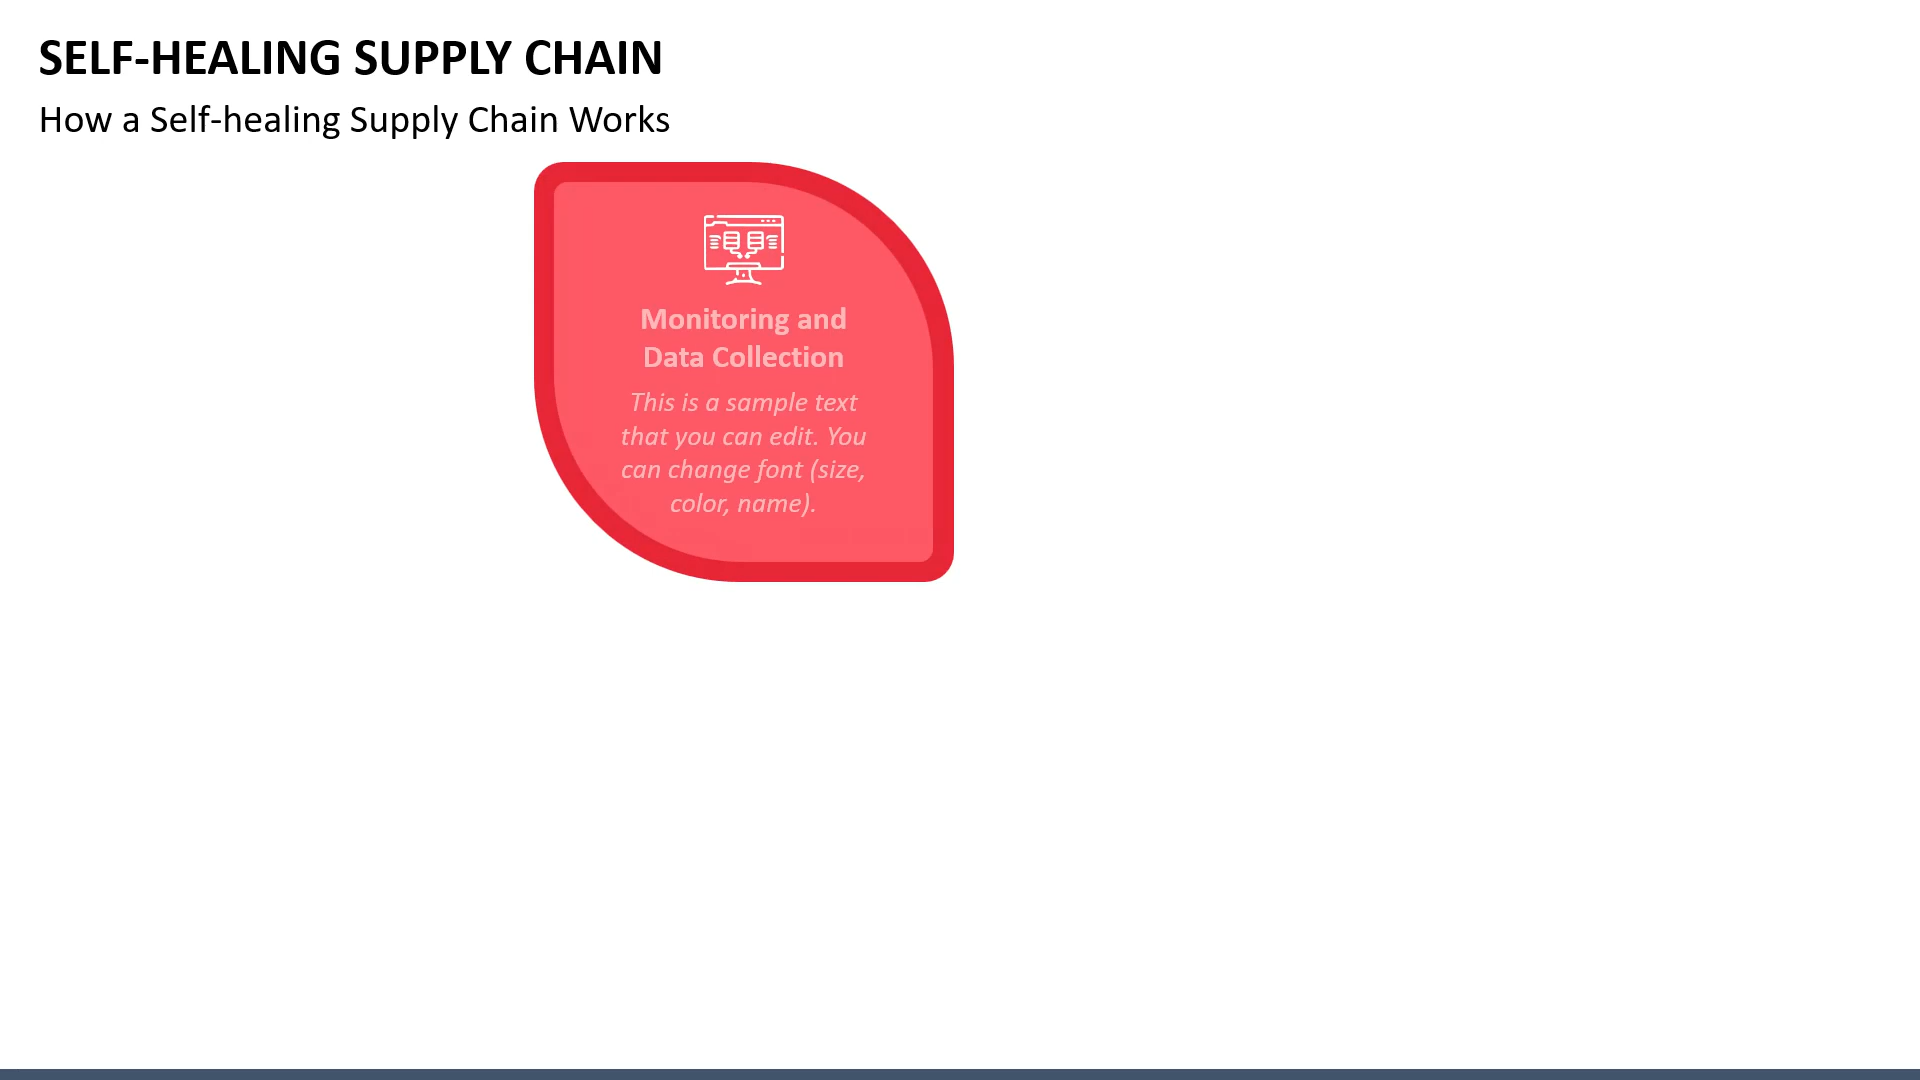 SELF-HEALING SUPPLY CHAIN
How a Self-healing Supply Chain Works
Monitoring and
Data Collection
This is a sample text
that you can edit. You
can change font (size,
color, name).